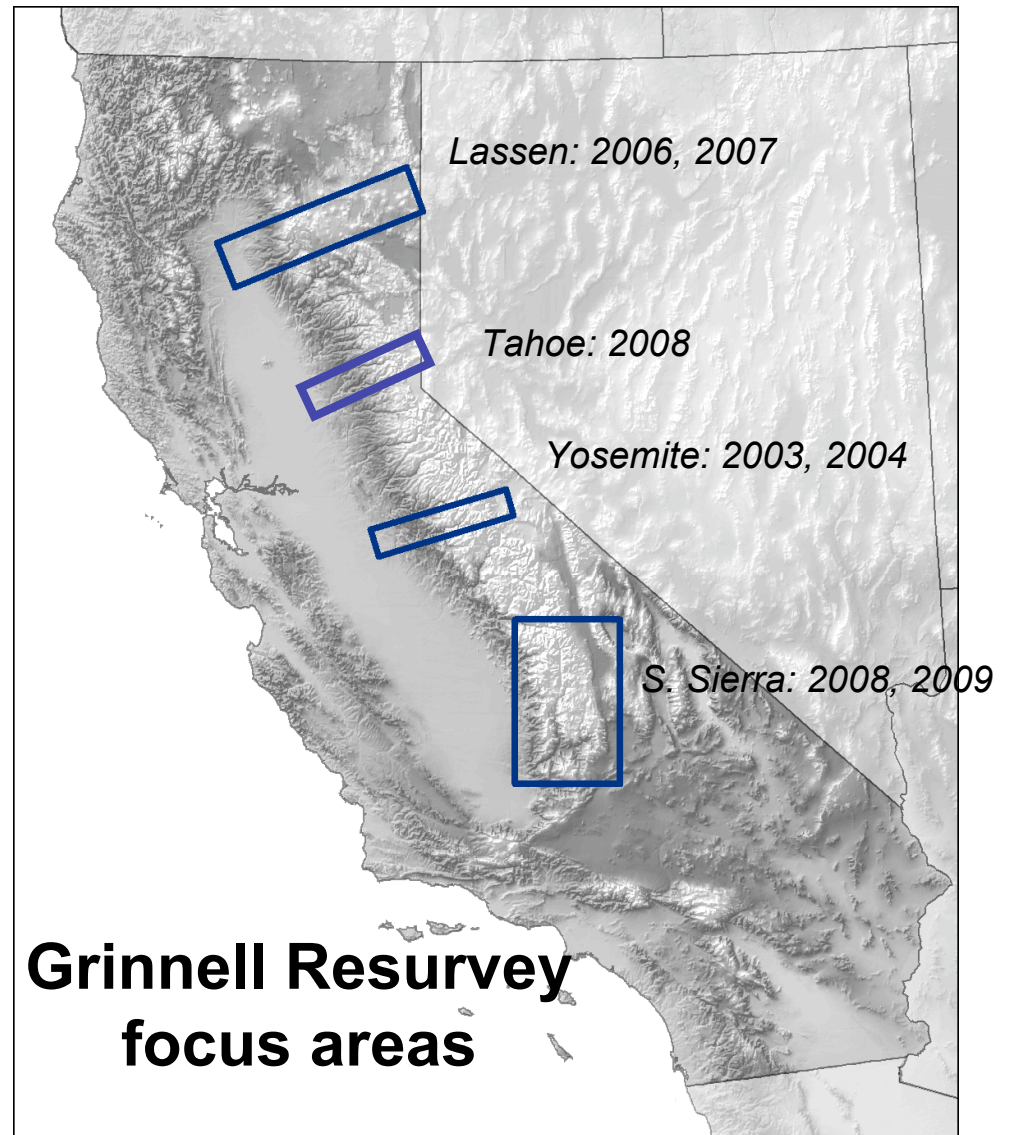 Lassen: 2006, 2007
Tahoe: 2008
Yosemite: 2003, 2004
S. Sierra: 2008, 2009
Grinnell Resurvey
focus areas